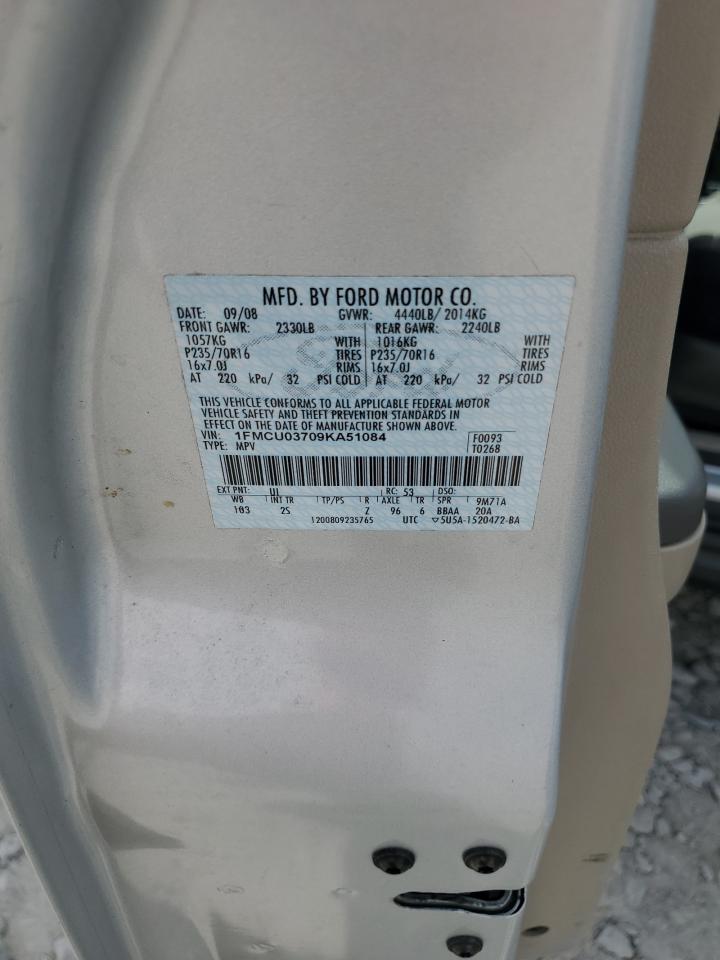 MFD. BY FORD MOTOR CO.
DATE: 09/08 GVWR: 4440LB/ 2014KG
FRONT GAWR: 2330LB REAR GAWR: 2240LB
1057KG WITH 1016KG WITH
P235/70R16 TIRES P235/70R16 TIRES
16x7.0J RIMS 16x7.0J RIMS
AT 220 kPa/ 32 PSI COLD AT 220 kPa/ 32 PSI COLD
THIS VEHICLE CONFORMS TO ALL APPLICABLE FEDERAL MOTOR
VEHICLE SAFETY AND THEFT PREVENTION STANDARDS IN
EFFECT ON THE DATE OF MANUFACTURE SHOWN ABOVE.
VIN: 1FMCU03709KA51084 F0093
TYPE: MPV T0268
EXT PNT: UI RC: 53 DSO:
WB INT TR TP/PS R AXLE TR SPR 9M71A
103 2S Z 96 6 BBAA 20A
1200809235765 UTC ▽5U5A-1520472-BA